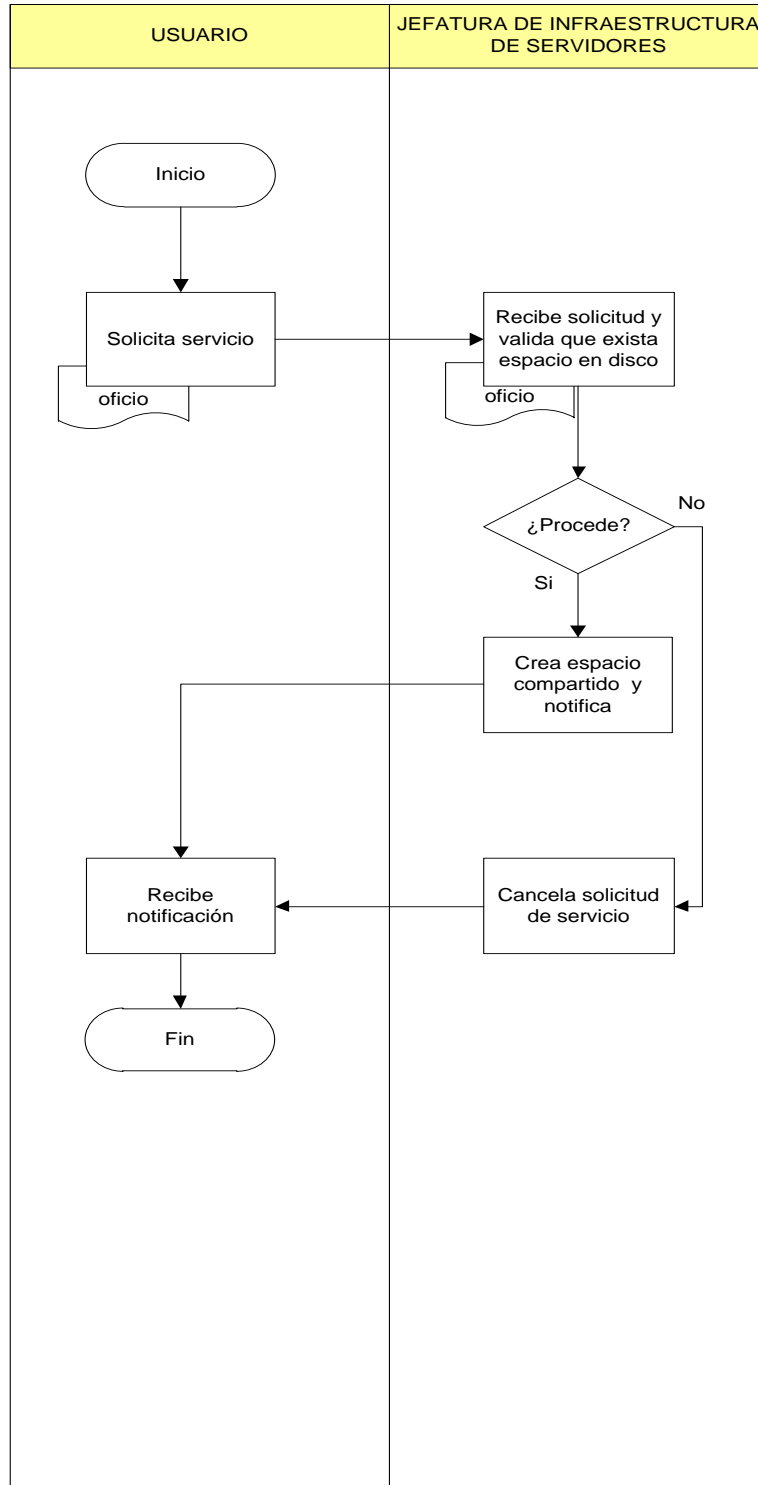 USUARIO
JEFATURA DE INFRAESTRUCTURA
DE SERVIDORES
Inicio
Solicita servicio
oficio
Recibe solicitud y
valida que exista
espacio en disco
oficio
¿Procede?
No
Si
Crea espacio
compartido y
notifica
Recibe
notificación
Cancela solicitud
de servicio
Fin